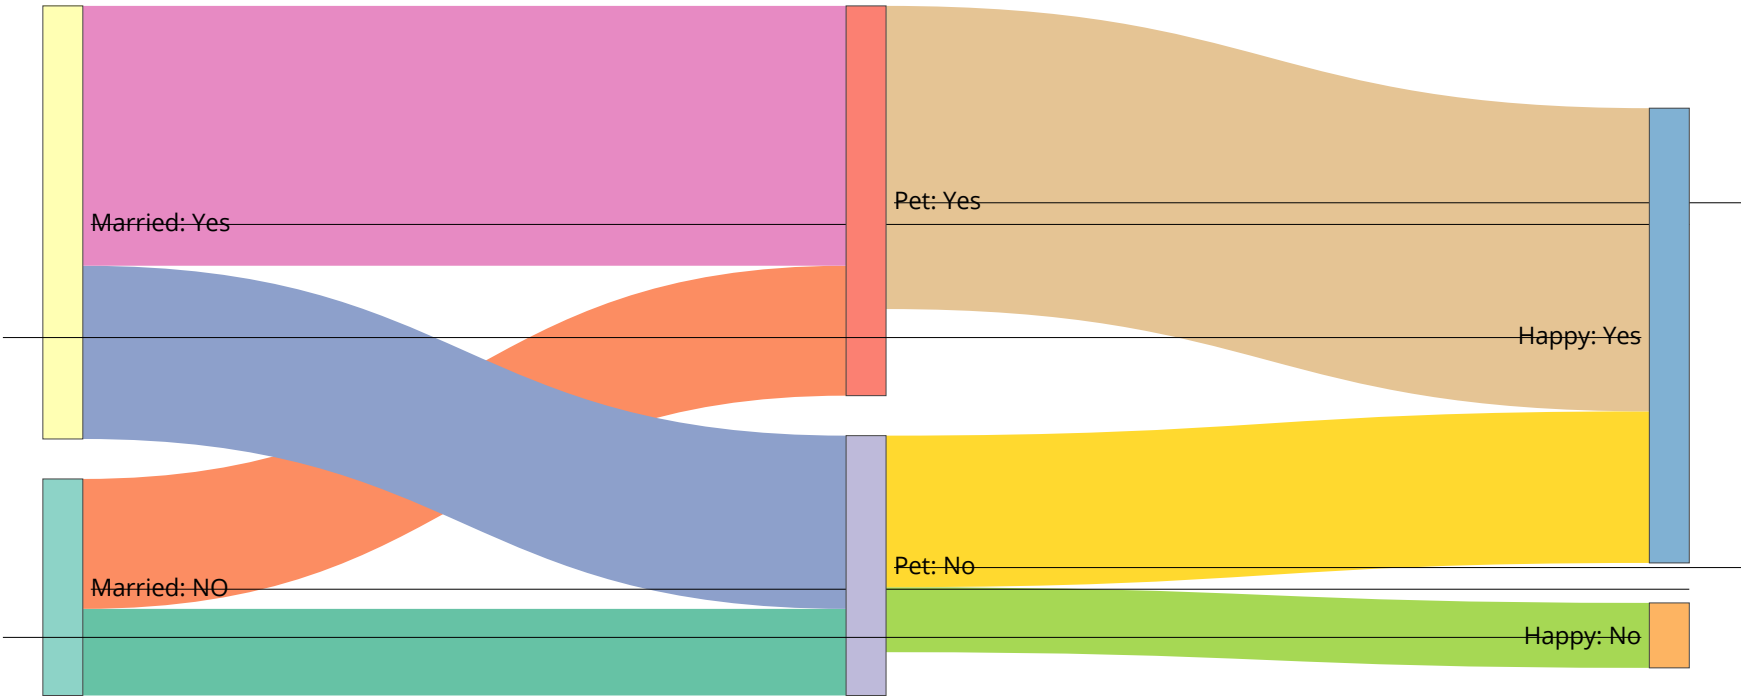 Married: Yes
Pet: Yes
Happy: Yes
Married: NO
Pet: No
Happy: No